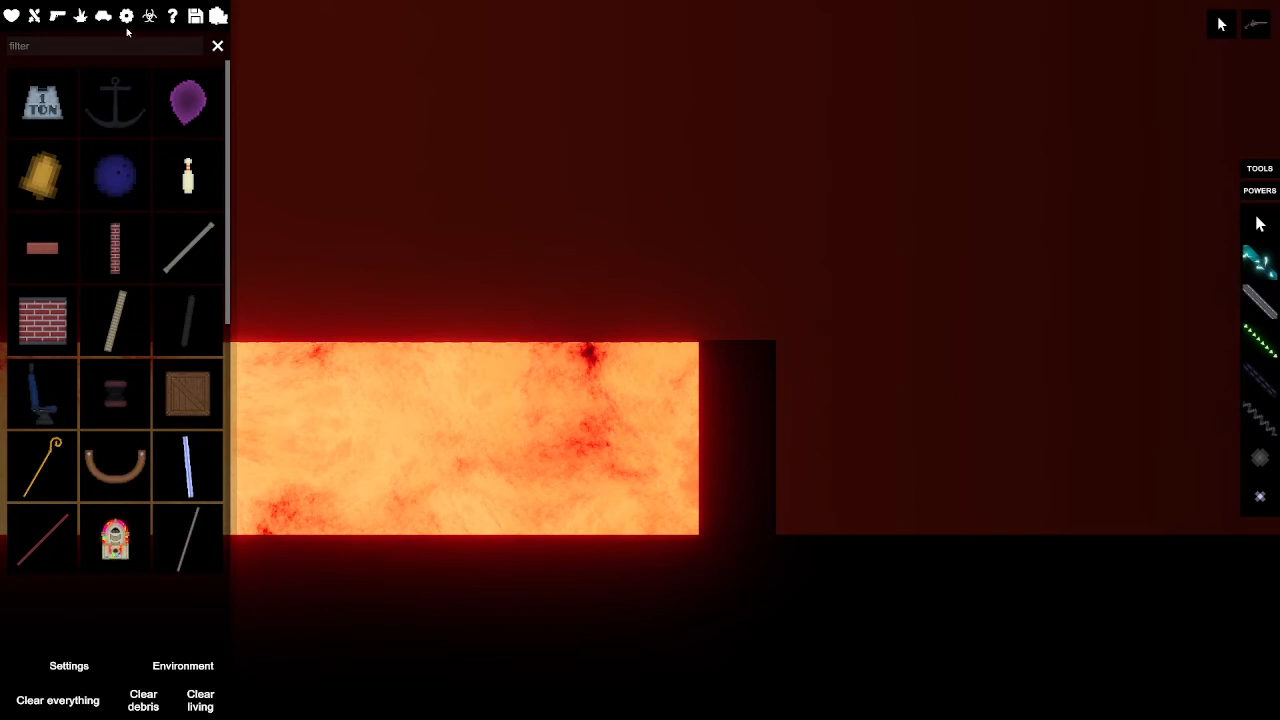 filter
TOOLS
POWERS
1
TON
Settings
Environment
Clear everything
Clear
debris
Clear
living